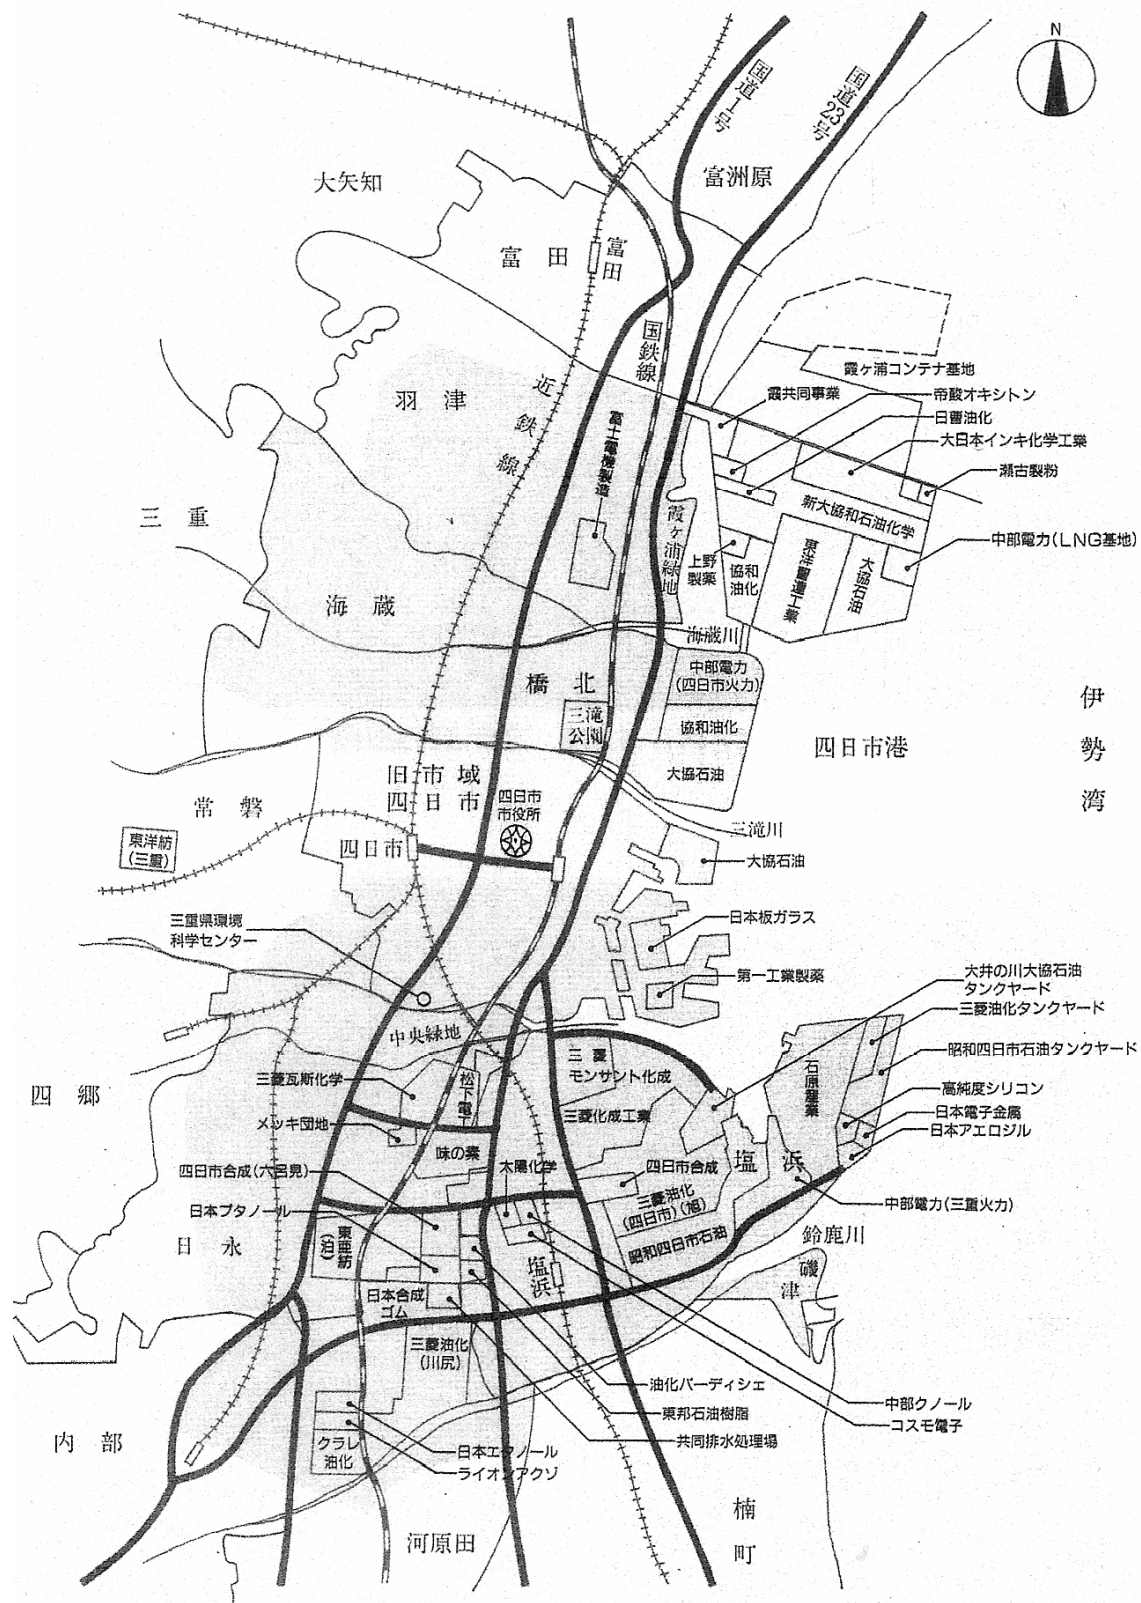 N
国道1号
国道23号
富洲原
大矢知
富田
富田
国鉄線
近鉄線
羽津
富士電機製造
霞ヶ浦コンテナ基地
霞共同事業
帝酸オキシトン
日曹油化
大日本インキ化学工業
瀬古製粉
新大協和石油化学
中部電力(LNG基地)
三重
霞ヶ浦緑地
上野
製薬
協和
油化
東洋曹達工業
大協石油
海蔵
海蔵川
中部電力
(四日市火力)
橋北
三滝
公園
協和油化
大協石油
四日市港
伊勢湾
旧市域
四日市
四日市
市役所
常磐
東洋紡
(三重)
四日市
三滝川
大協石油
三重県環境
科学センター
日本板ガラス
第一工業製薬
大井の川大協石油
タンクヤード
三菱油化タンクヤード
昭和四日市石油タンクヤード
中央緑地
三菱
モンサント化成
石原産業
高純度シリコン
日本電子金属
日本アエロジル
四郷
三菱瓦斯化学
松下電工
メッキ団地
三菱化成工業
味の素
塩浜
四日市合成(六呂見)
太陽化学
四日市合成
三菱油化
(四日市)(旭)
中部電力(三重火力)
日本ブタノール
日永
東亜紡
(泊)
昭和四日市石油
鈴鹿川
塩浜
磯津
日本合成
ゴム
三菱油化
(川尻)
油化バーディシェ
中部クノール
東邦石油樹脂
コスモ電子
共同排水処理場
内部
クラレ
油化
日本エタノール
ライオンアクゾ
河原田
楠町